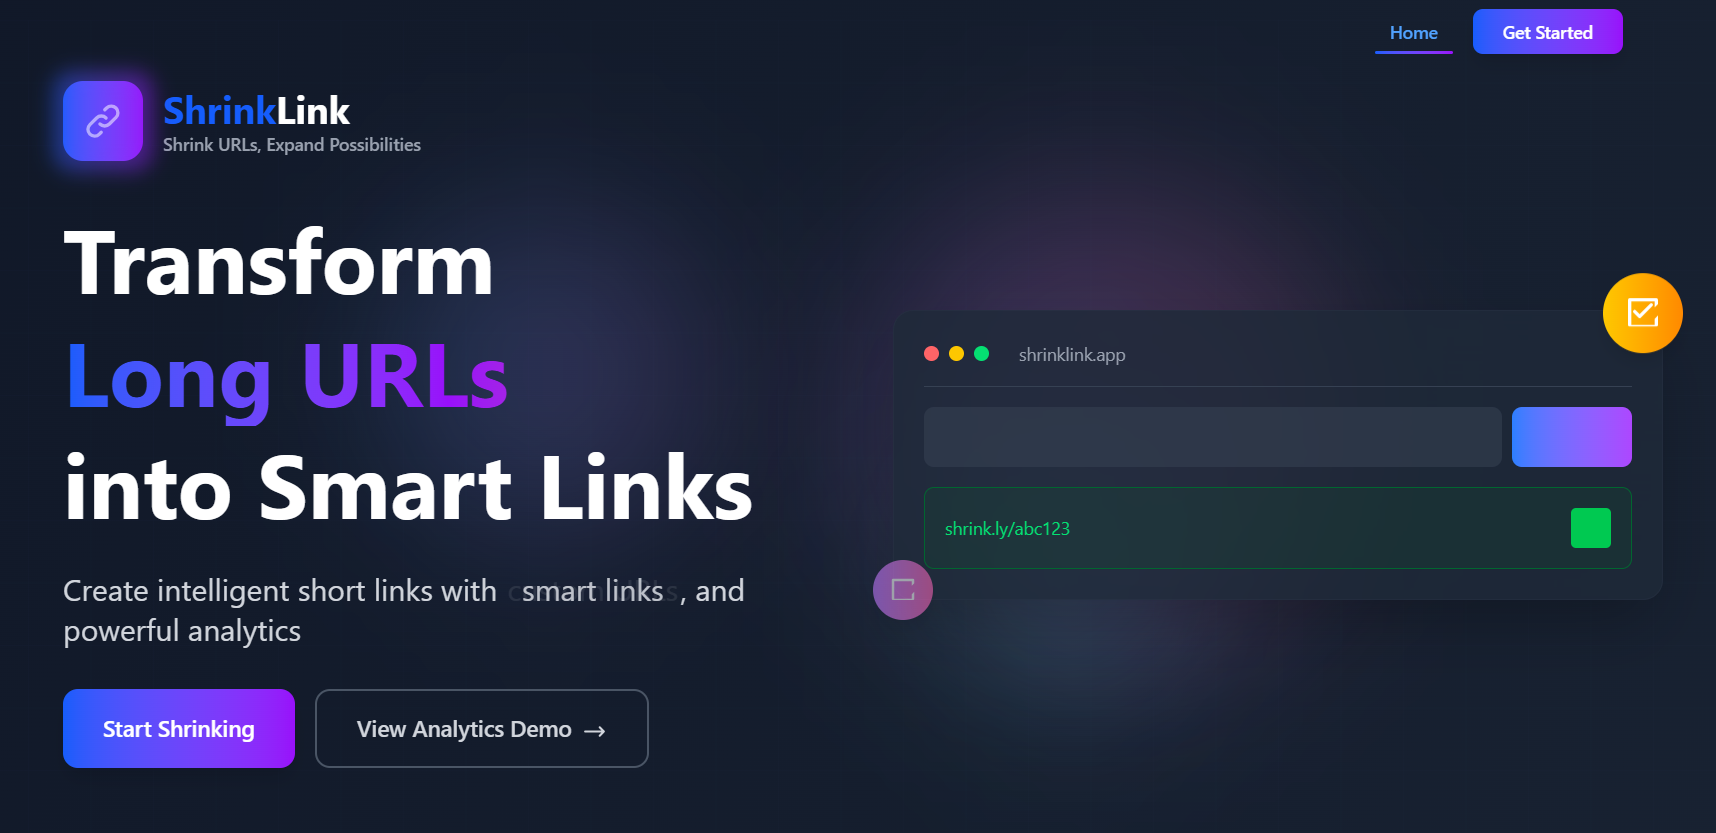 Home
Get Started
ShrinkLink
Shrink URLs, Expand Possibilities
Transform
Long URLs
into Smart Links
Create intelligent short links with smart links, and
powerful analytics
Start Shrinking
View Analytics Demo →
shrinklink.app
shrink.ly/abc123